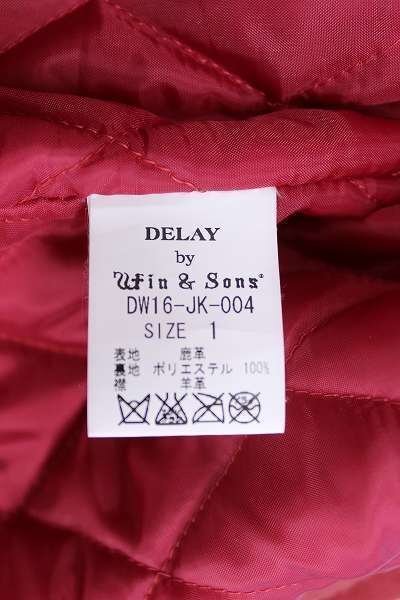 DELAY
by
Win & Sons
DW16-JK-004
SIZE 1
表地 鹿革
裏地 ポリエステル 100%
襟 羊革